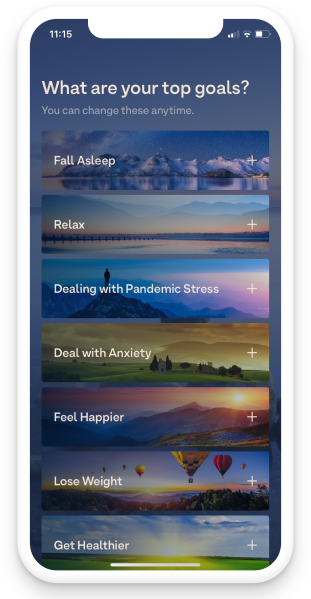 11:15
What are your top goals?
You can change these anytime.
Fall Asleep
Relax
Dealing with Pandemic Stress
Deal with Anxiety
Feel Happier
Lose Weight
Get Healthier